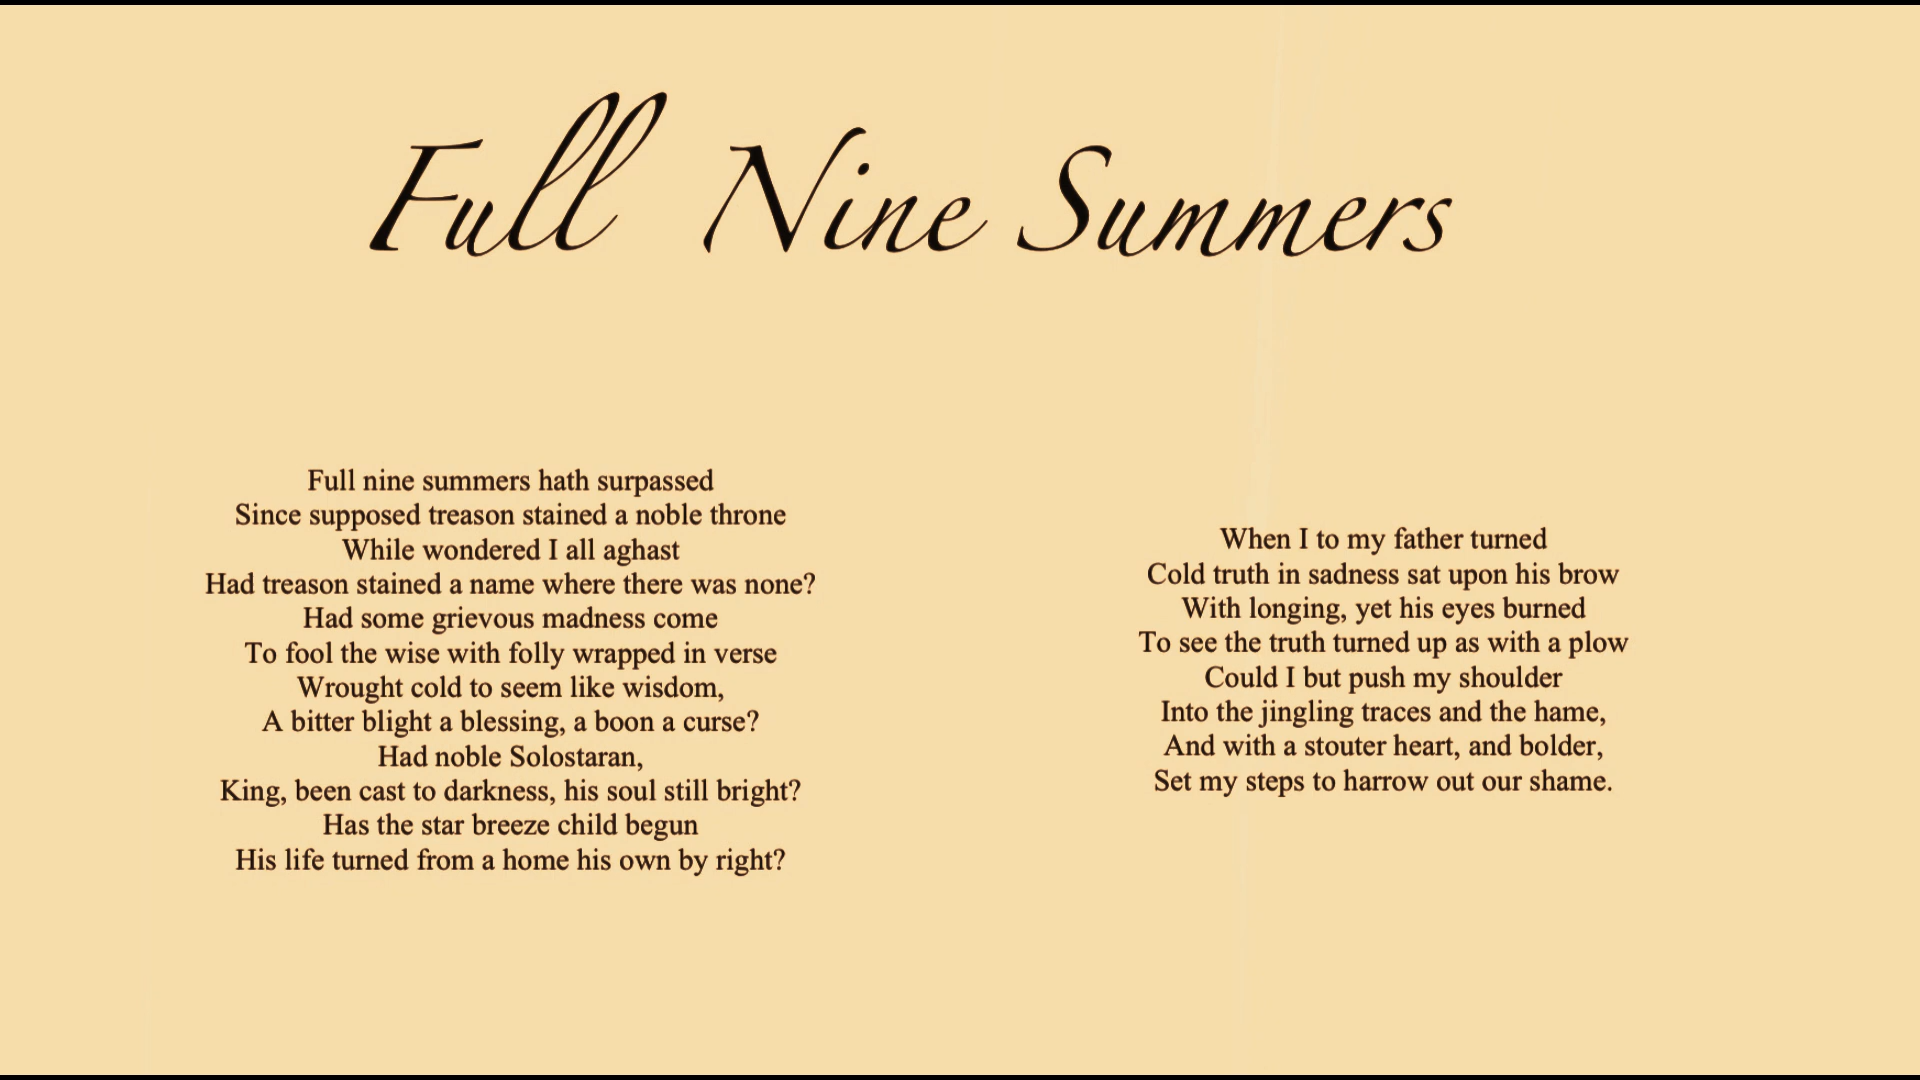 Full Nine Summers
Full nine summers hath surpassed
Since supposed treason stained a noble throne
While wondered I all aghast
Had treason stained a name where there was none?
Had some grievous madness come
To fool the wise with folly wrapped in verse
Wrought cold to seem like wisdom,
A bitter blight a blessing, a boon a curse?
Had noble Solostaran,
King, been cast to darkness, his soul still bright?
Has the star breeze child begun
His life turned from a home his own by right?
When I to my father turned
Cold truth in sadness sat upon his brow
With longing, yet his eyes burned
To see the truth turned up as with a plow
Could I but push my shoulder
Into the jingling traces and the hame,
And with a stouter heart, and bolder,
Set my steps to harrow out our shame.